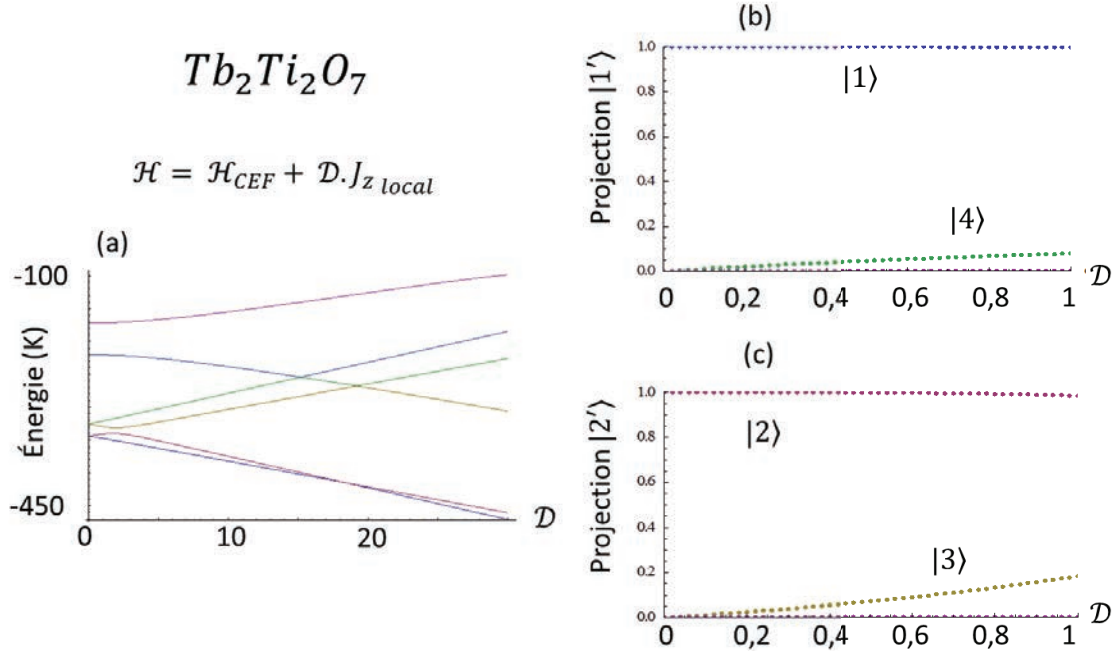 Tb₂Ti₂O₇
ℋ = ℋ_CEF + 𝒟.J_z local
(a)
Énergie (K)
-100
-450
0 10 20 𝒟
(b)
Projection |1′⟩
1.0
0.8
0.6
0.4
0.2
0.0
|1⟩
|4⟩
0 0,2 0,4 0,6 0,8 1 𝒟
(c)
Projection |2′⟩
1.0
0.8
0.6
0.4
0.2
0.0
|2⟩
|3⟩
0 0,2 0,4 0,6 0,8 1 𝒟